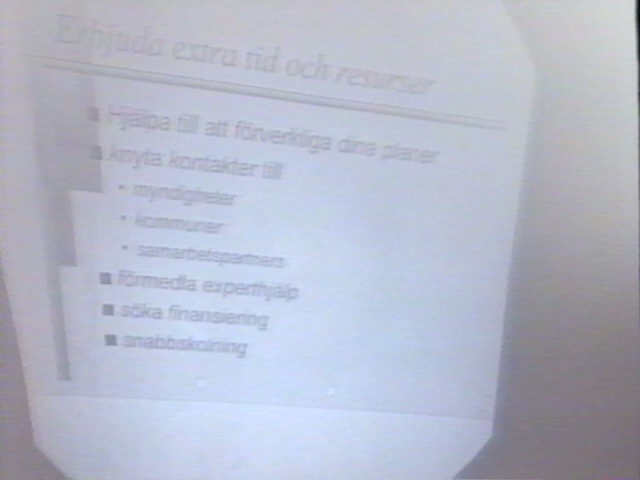 Erbjuda extra tid och resurser
Hjälpa till att förverkliga dina planer
knyta kontakter till
myndigheter
kommuner
samarbetspartners
förmedla experthjälp
söka finansiering
snabbskolning